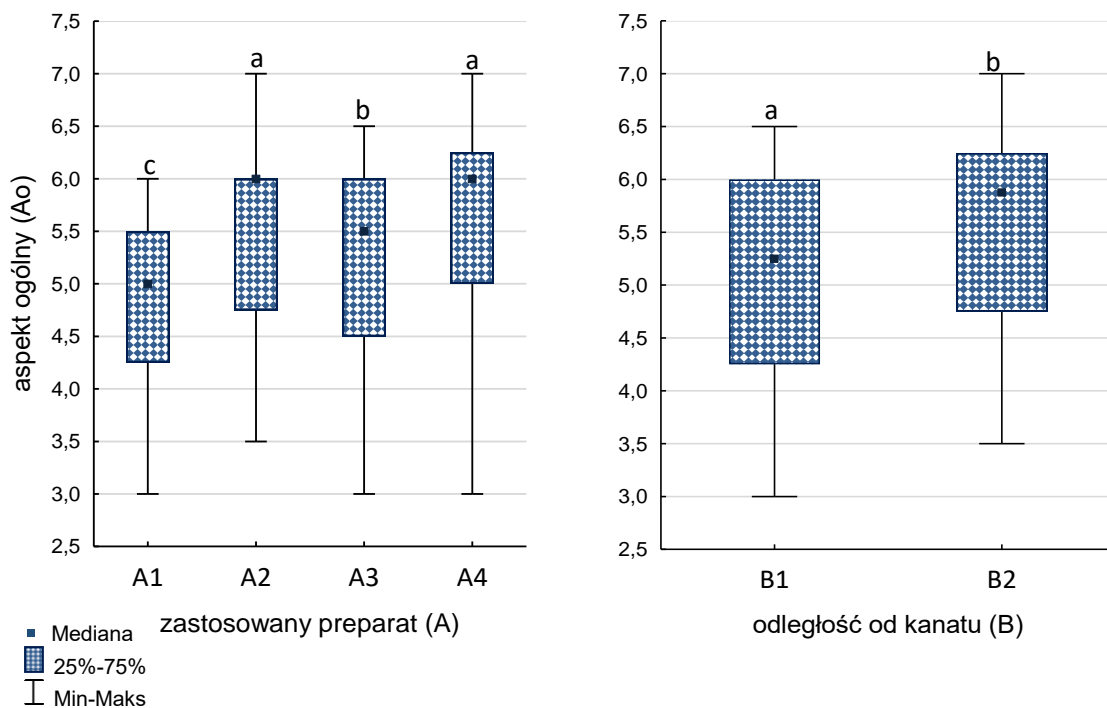 aspekt ogólny (Ao)
7,5
7,0
6,5
6,0
5,5
5,0
4,5
4,0
3,5
3,0
2,5
c
a
b
a
A1
A2
A3
A4
zastosowany preparat (A)
7,5
7,0
6,5
6,0
5,5
5,0
4,5
4,0
3,5
3,0
2,5
a
b
B1
B2
odległość od kanatu (B)
Mediana
25%-75%
Min-Maks